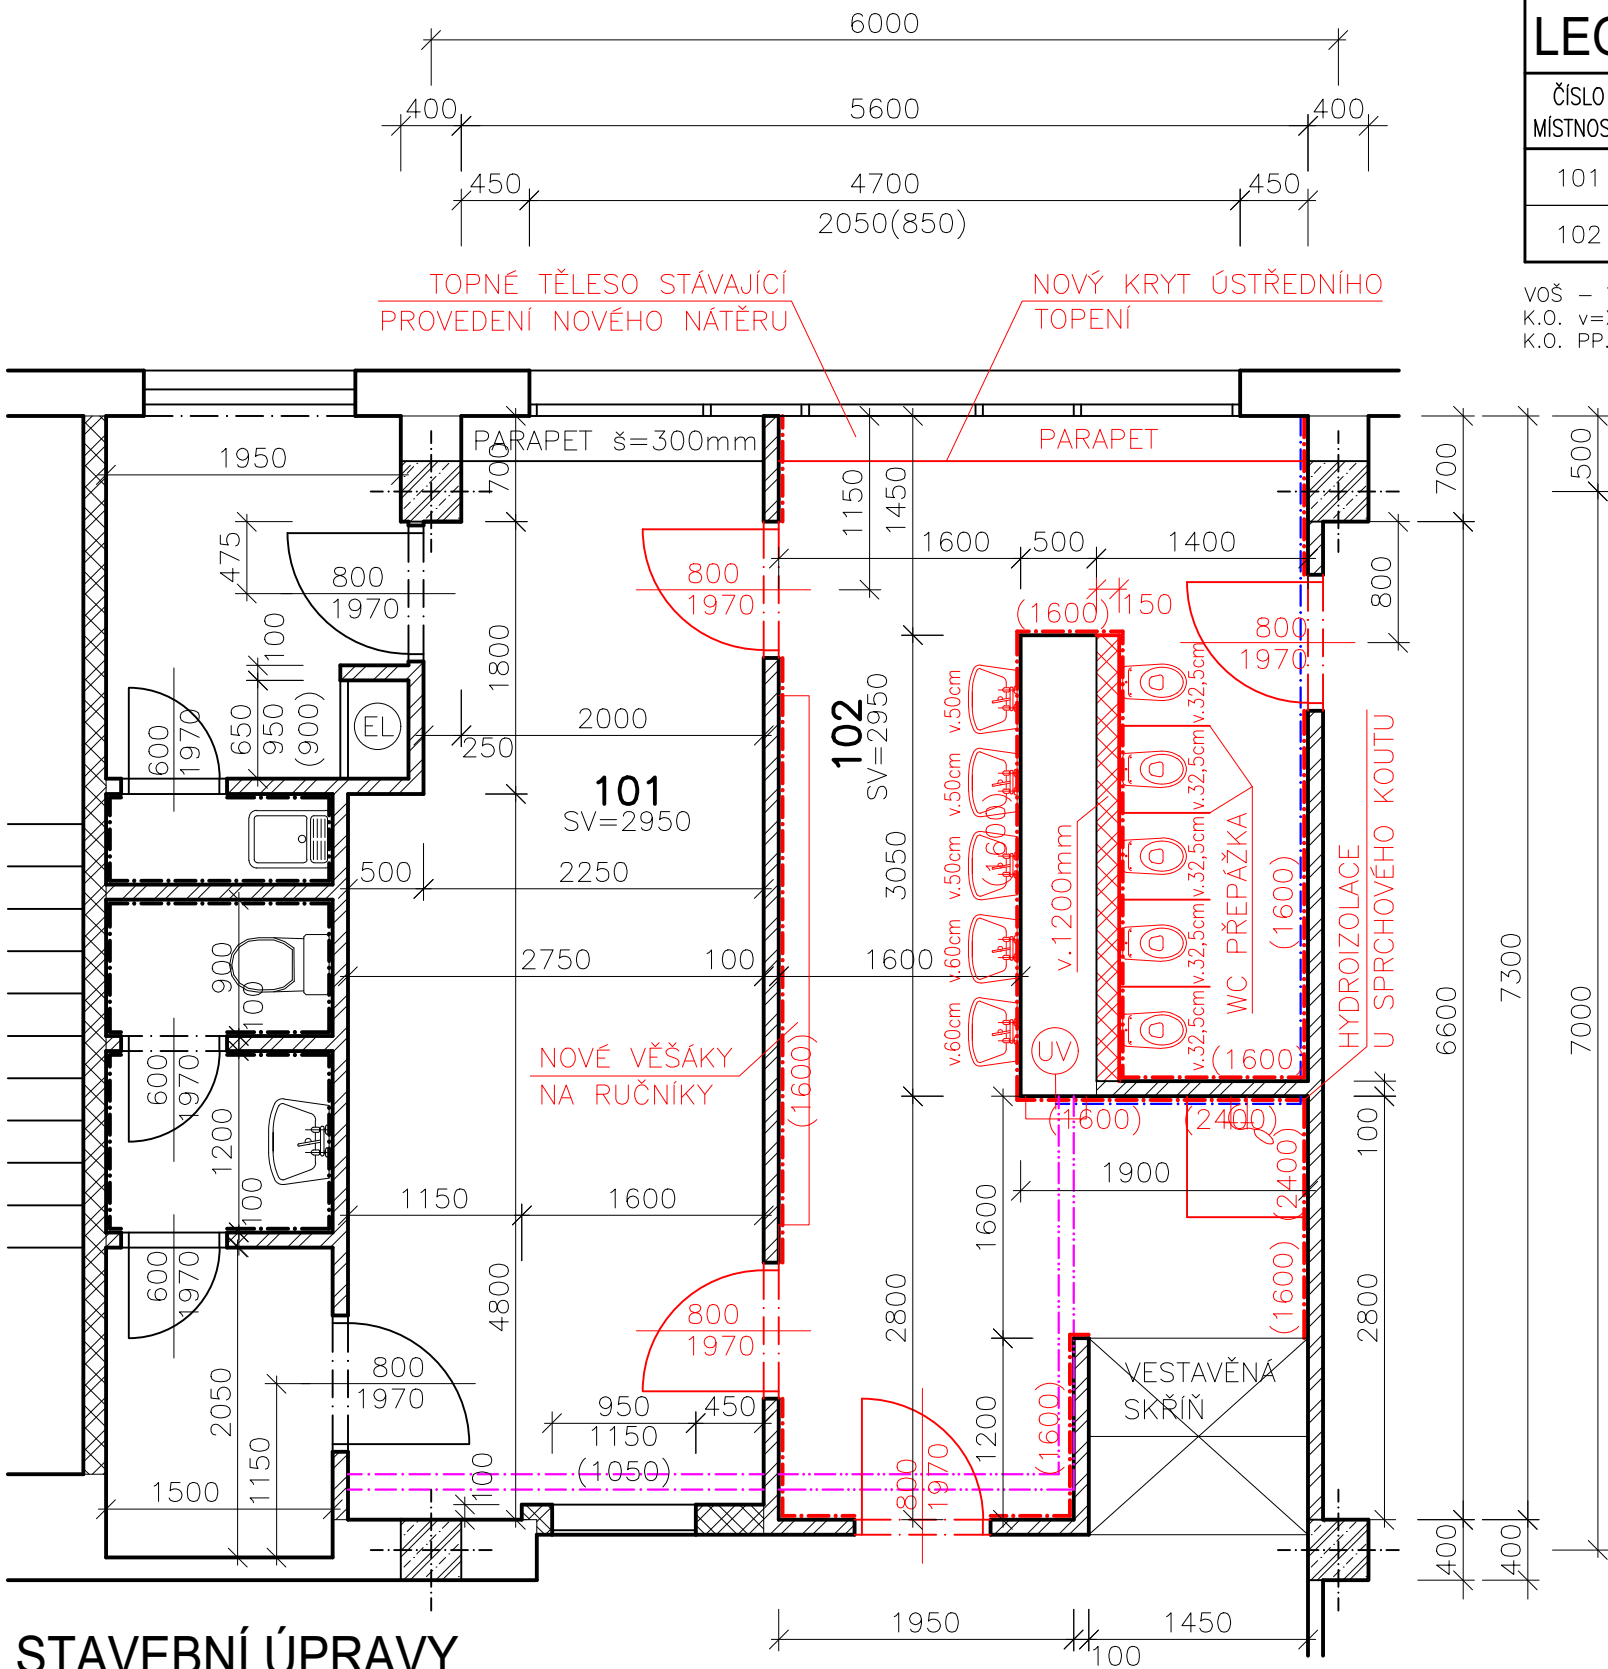 6000
400
5600
400
450
4700
450
2050(850)
LEG
ČÍSLO
MÍSTNOS
101
102
VOŠ –
K.O. v=
K.O. PP.
TOPNÉ TĚLESO STÁVAJÍCÍ
PROVEDENÍ NOVÉHO NÁTĚRU
NOVÝ KRYT ÚSTŘEDNÍHO
TOPENÍ
PARAPET š=300mm
PARAPET
1950
700
1150
1450
700
500
475
800
1970
800
1970
1600
500
1400
800
(1600)
150
800
1970
100
1800
600
1970
650
950
(900)
EL
250
2000
101
SV=2950
102
SV=2950
v.50cm
v.50cm
v.50cm
v.60cm
v.60cm
(1600)
v.1200mm
v.32,5cm
v.32,5cm
v.32,5cm
v.32,5cm
v.32,5cm
WC PŘEPÁŽKA
(1600)
HYDROIZOLACE
U SPRCHOVÉHO KOUTU
3050
500
2250
900
100
2750
100
1600
7300
6600
7000
NOVÉ VĚŠÁKY
NA RUČNÍKY
(1600)
UV
(1600)
600
1970
1200
100
(1600)
(2400)
(2400)
100
1900
1150
1600
1600
600
1970
4800
800
1970
2800
(1600)
2800
800
1970
2050
1150
950
450
1150
(1050)
VESTAVĚNÁ
SKŘÍŇ
1200
(1600)
800
1970
1500
100
400
400
1950
1450
100
STAVEBNÍ ÚPRAVY